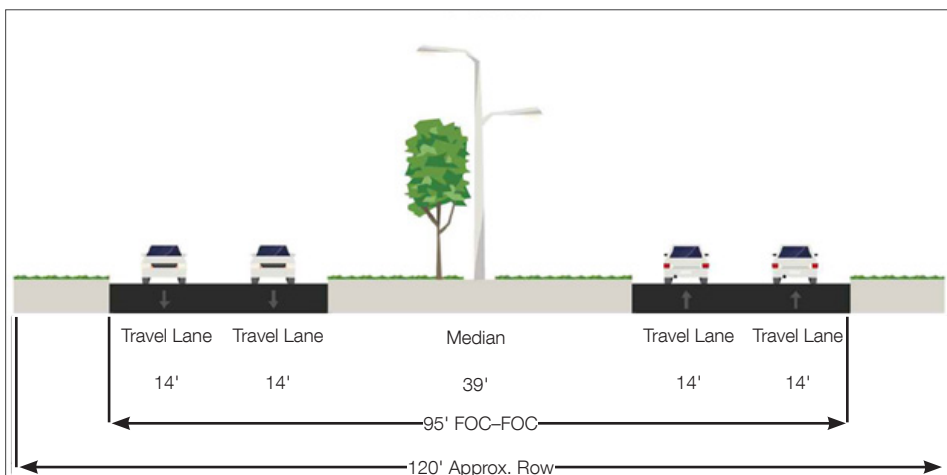 Travel Lane Travel Lane Median Travel Lane Travel Lane
14' 14' 39' 14' 14'
95' FOC–FOC
120' Approx. Row